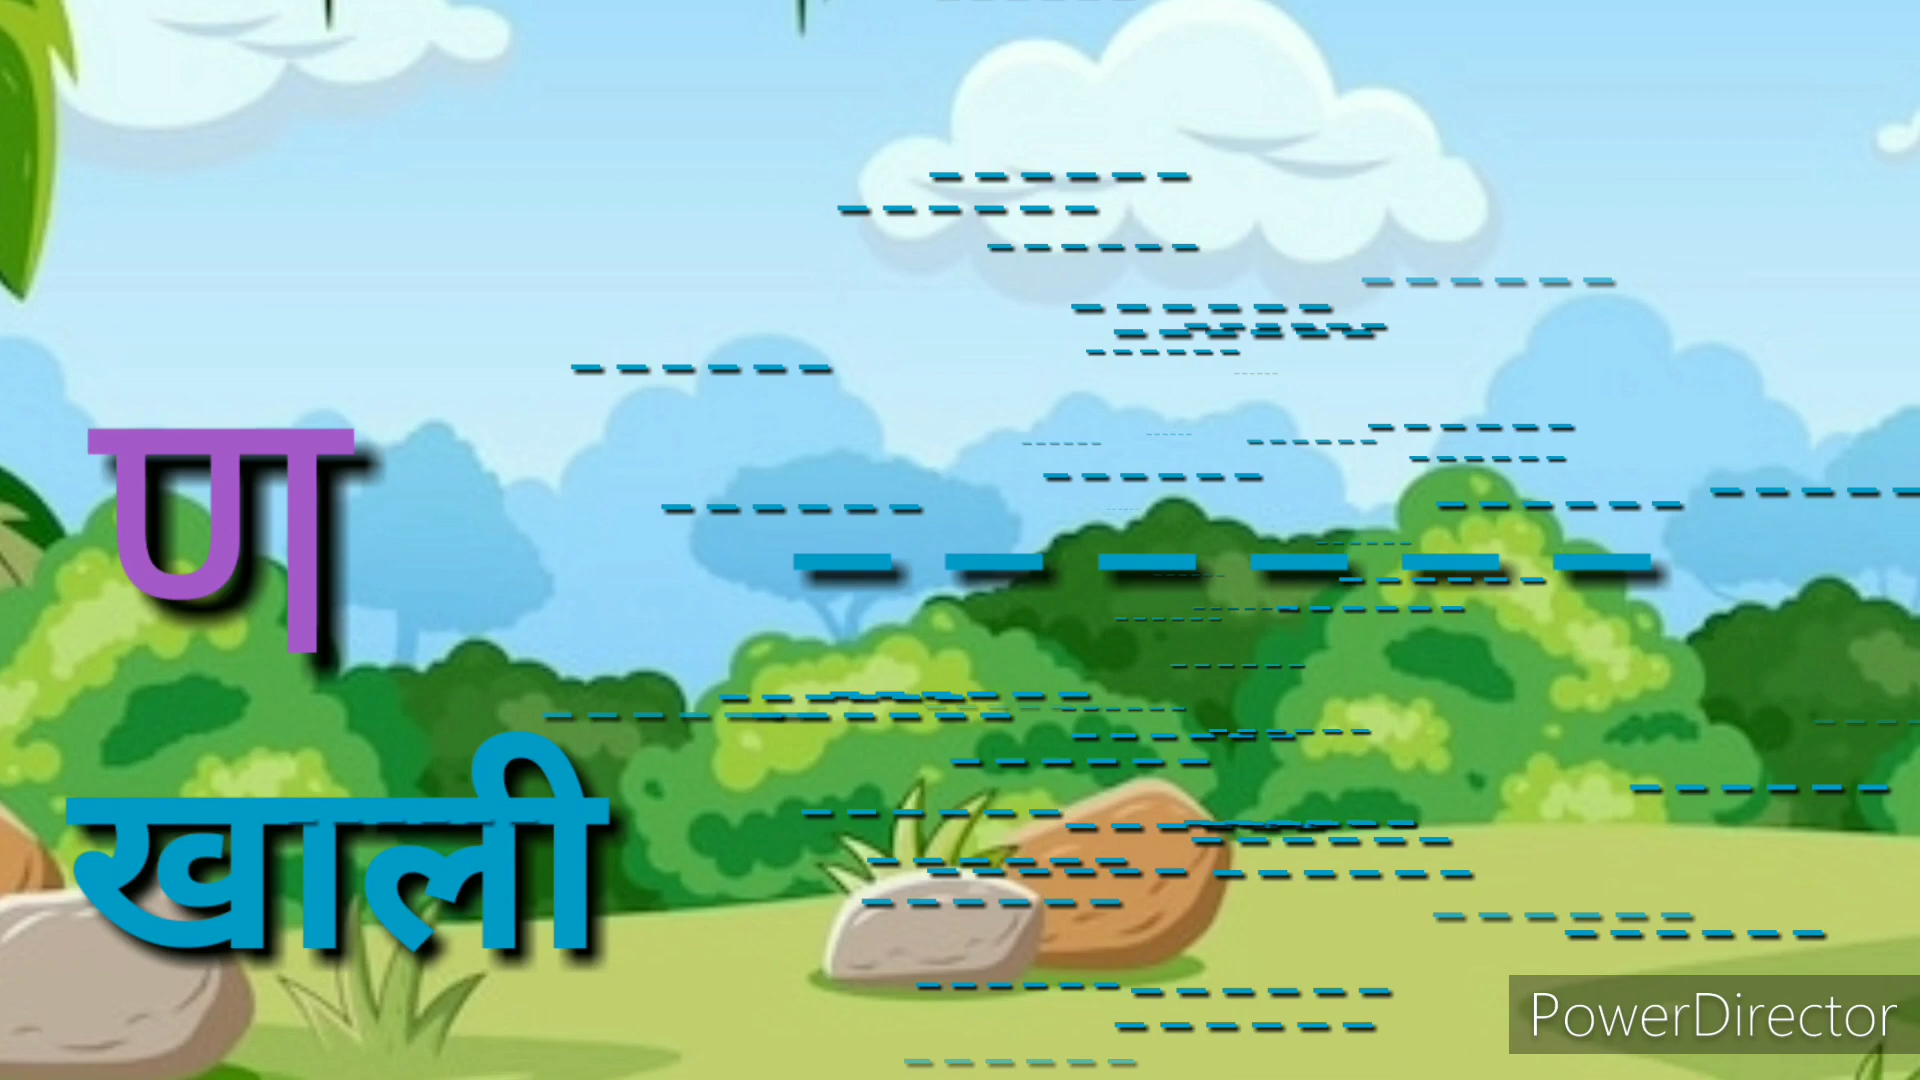 ण
— — — — — —
खाली
PowerDirector